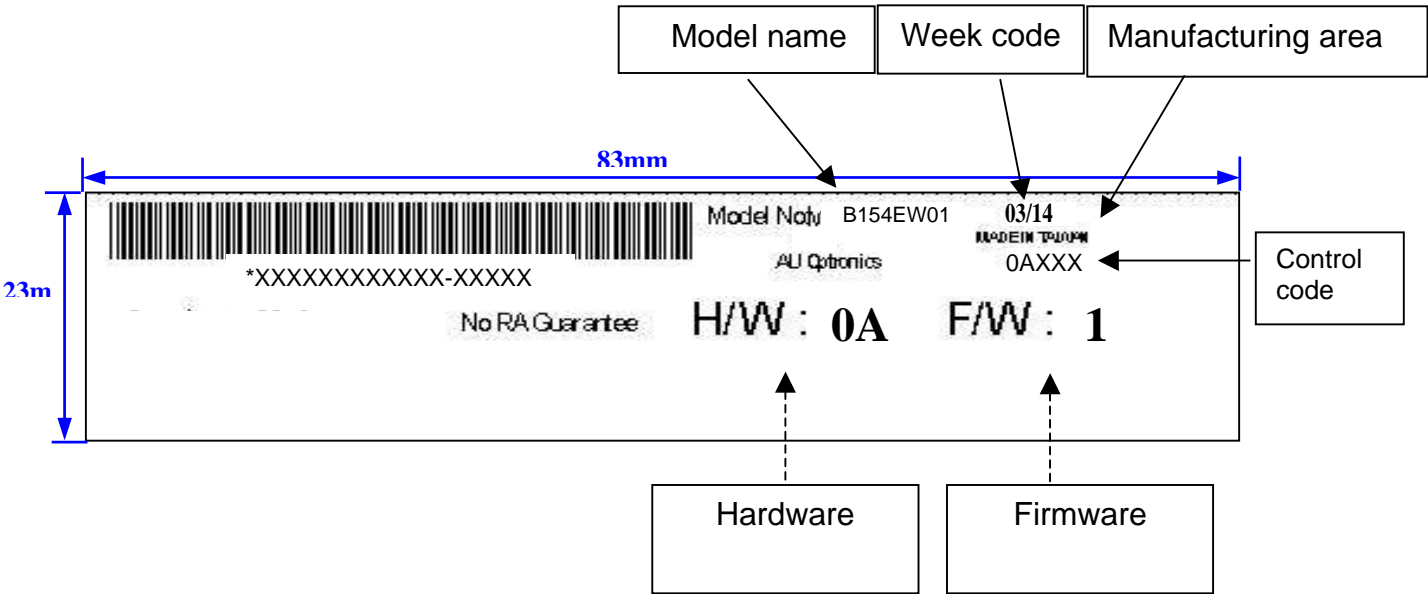 Model name Week code Manufacturing area
83mm
Model No B154EW01 03/14
MADE IN TAIWAN
AU Optronics 0AXXX
Control
code
*XXXXXXXXXXXX-XXXXX
23m
No RA Guarantee H/W : 0A F/W : 1
Hardware Firmware